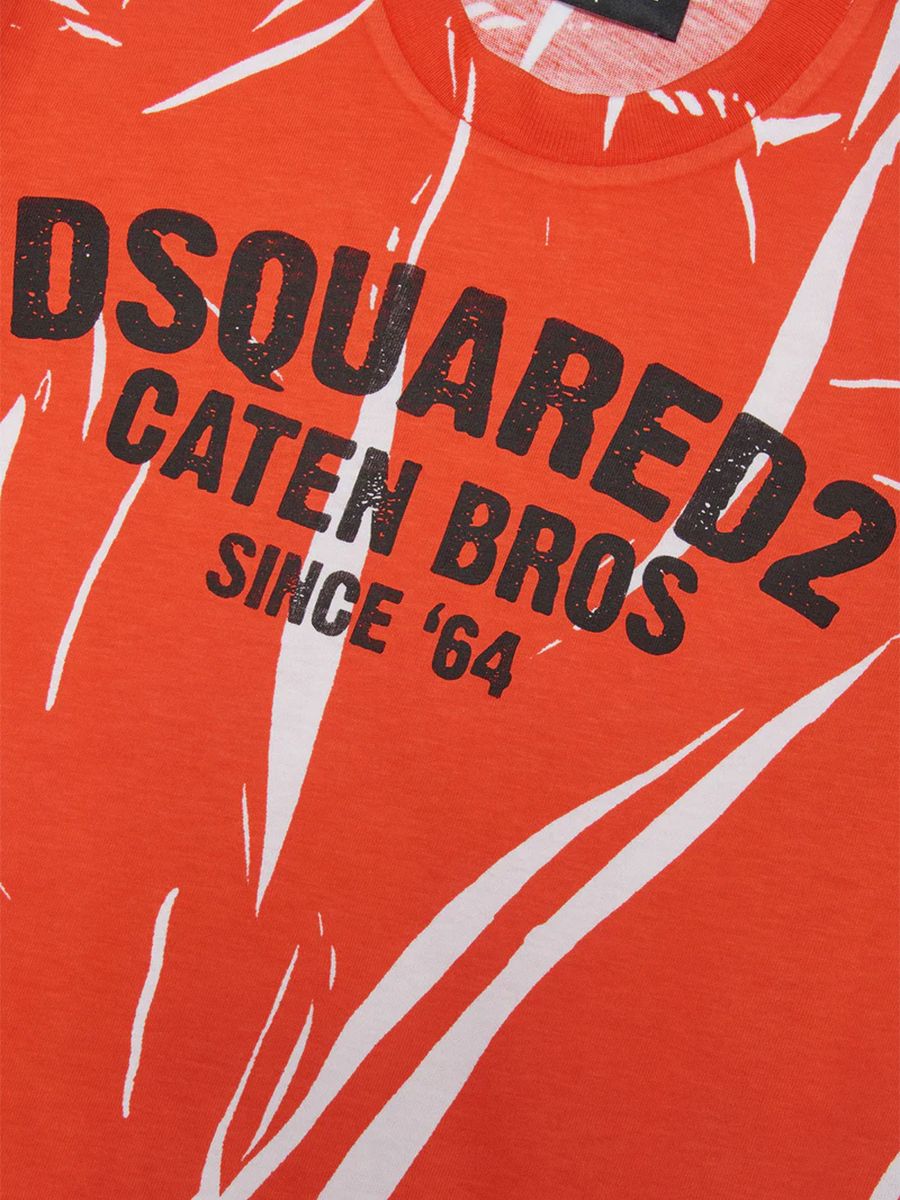 DSQUARED2
CATEN BROS
SINCE ‘64